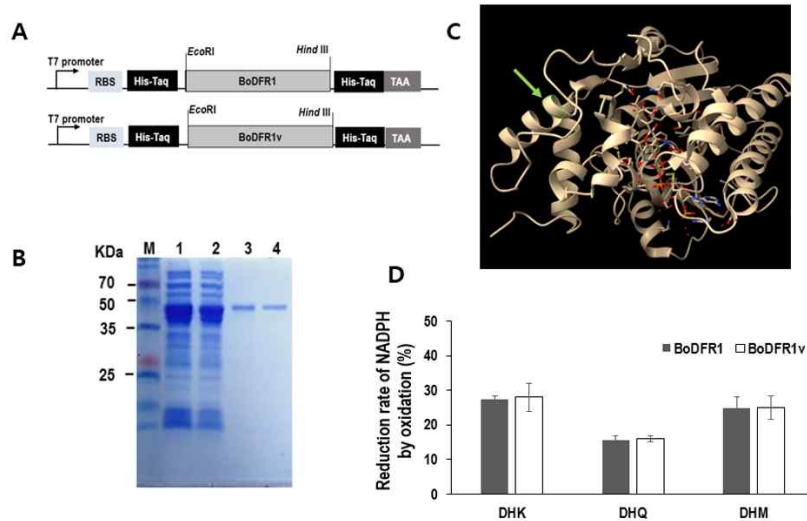 A
T7 promoter
EcoRI
Hind III
RBS
His-Taq
BoDFR1
His-Taq
TAA
T7 promoter
EcoRI
Hind III
RBS
His-Taq
BoDFR1v
His-Taq
TAA
B
KDa
M 1 2 3 4
70
50
35
25
C
D
Reduction rate of NADPH
by oxidation (%)
50
40
30
20
10
0
BoDFR1
BoDFR1v
DHK
DHQ
DHM